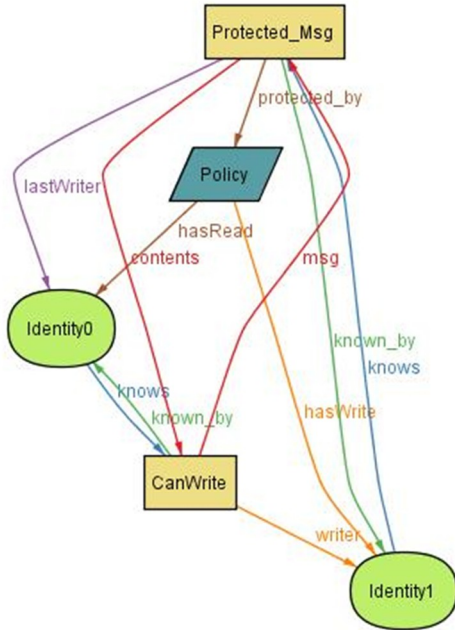 Protected_Msg
protected_by
Policy
lastWriter
hasRead
contents
msg
Identity0
known_by
knows
knows
known_by
hasWrite
CanWrite
writer
Identity1